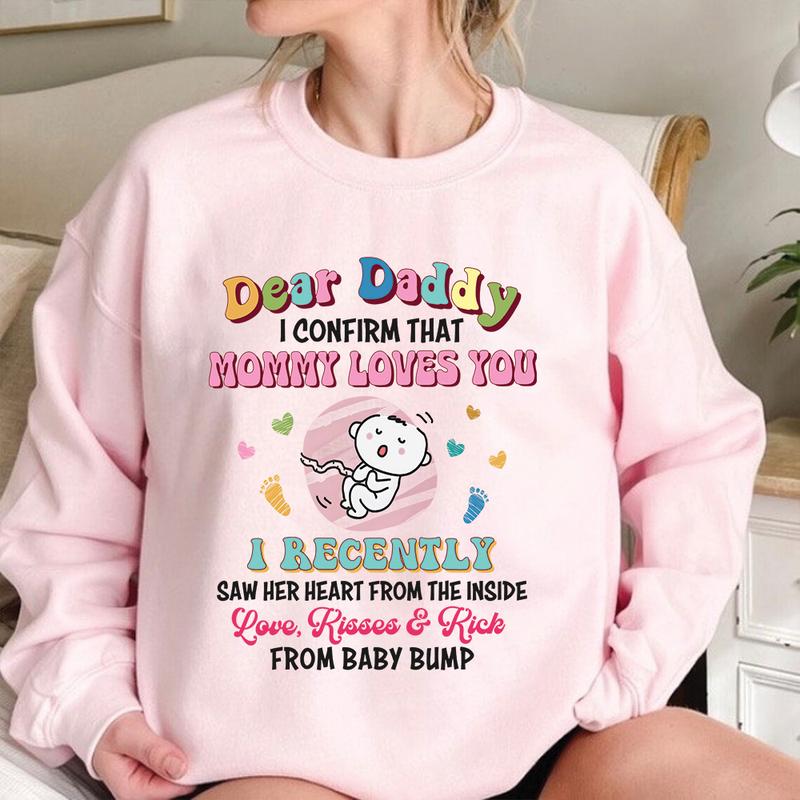 Dear Daddy
I CONFIRM THAT
MOMMY LOVES YOU
I RECENTLY
SAW HER HEART FROM THE INSIDE
Love, Kisses & Kick
FROM BABY BUMP